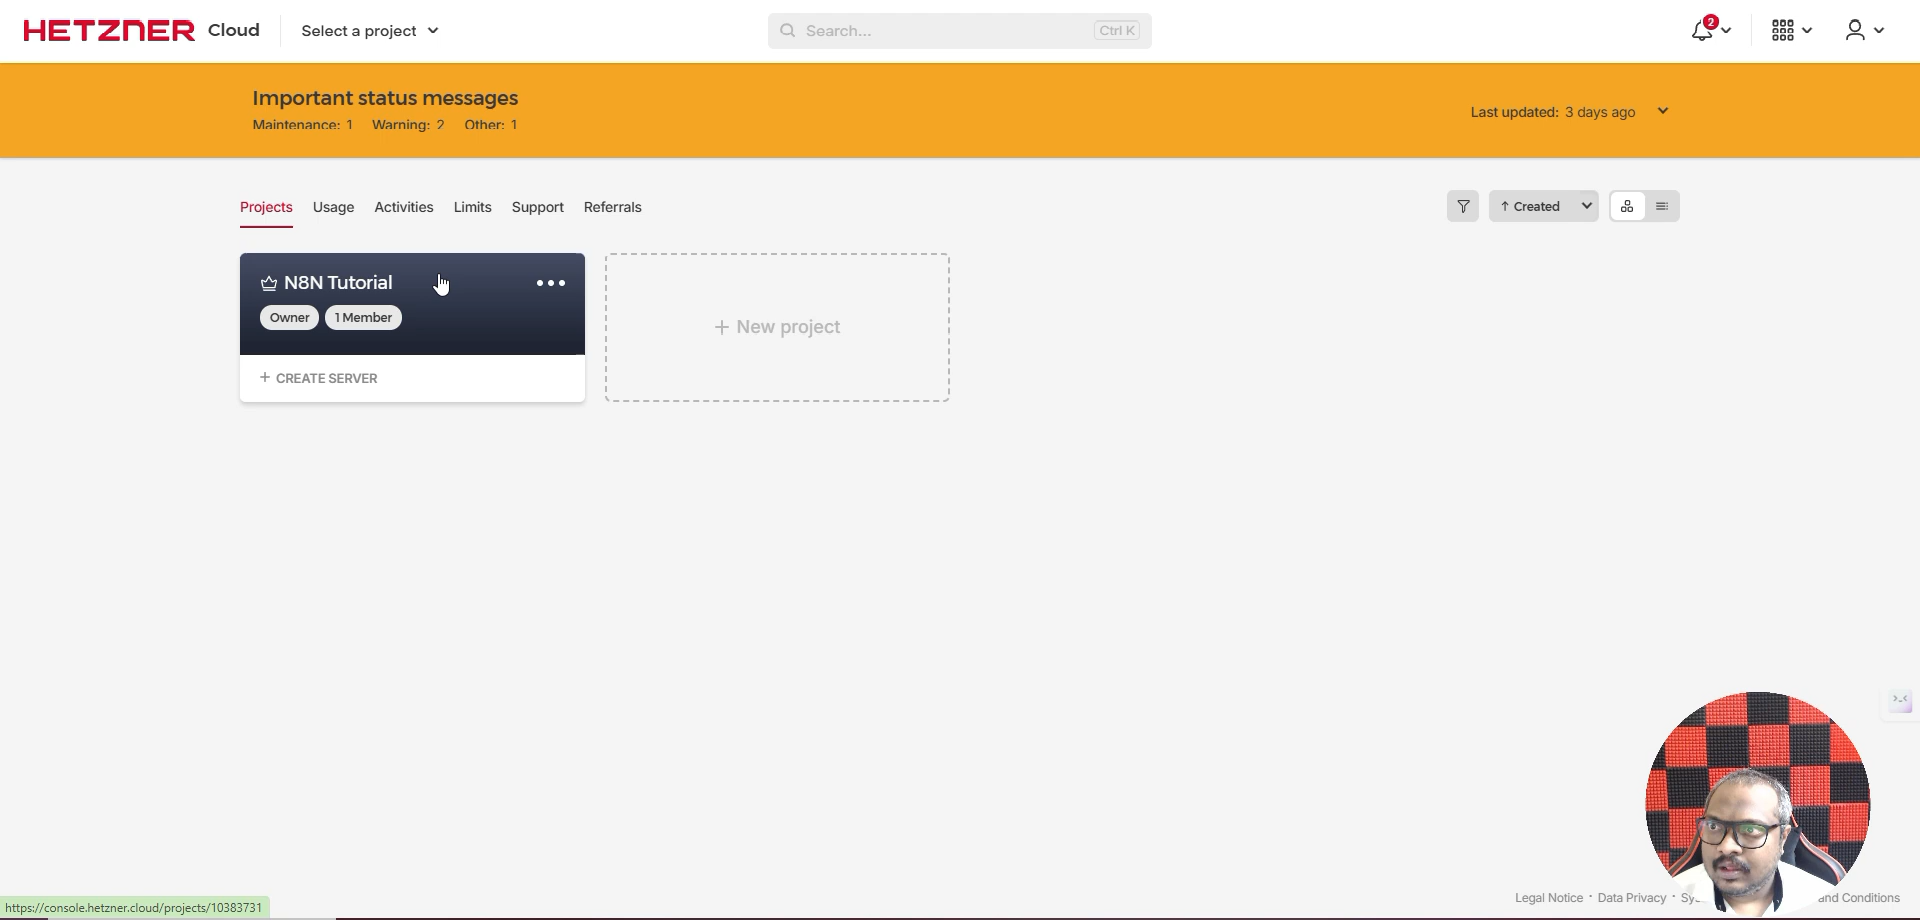 HETZNER Cloud Select a project Search... Ctrl K 2
Important status messages
Maintenance: 1 Warning: 2 Other: 1
Last updated: 3 days ago
Projects Usage Activities Limits Support Referrals
↑ Created
N8N Tutorial
Owner 1 Member
+ CREATE SERVER
+ New project
Legal Notice · Data Privacy · and Conditions
https://console.hetzner.cloud/projects/10383731